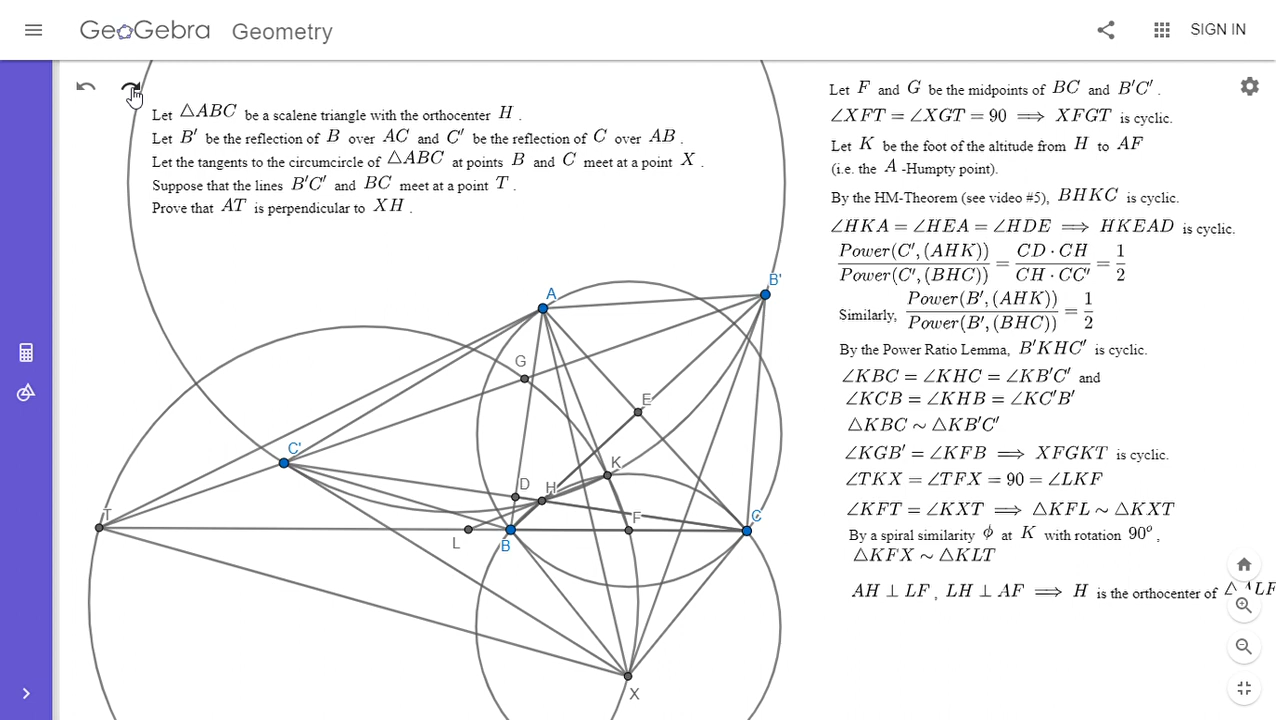 GeoGebra Geometry SIGN IN
Let △ABC be a scalene triangle with the orthocenter H .
Let B′ be the reflection of B over AC and C′ be the reflection of C over AB .
Let the tangents to the circumcircle of △ABC at points B and C meet at a point X .
Suppose that the lines B′C′ and BC meet at a point T .
Prove that AT is perpendicular to XH .
Let F and G be the midpoints of BC and B′C′ .
∠XFT = ∠XGT = 90 ⟹ XFGT is cyclic.
Let K be the foot of the altitude from H to AF
(i.e. the A -Humpty point).
By the HM-Theorem (see video #5), BHKC is cyclic.
∠HKA = ∠HEA = ∠HDE ⟹ HKEAD is cyclic.
Power(C′, (AHK)) / Power(C′, (BHC)) = CD · CH / CH · CC′ = 1/2
Similarly, Power(B′, (AHK)) / Power(B′, (BHC)) = 1/2
By the Power Ratio Lemma, B′KHC′ is cyclic.
∠KBC = ∠KHC = ∠KB′C′ and
∠KCB = ∠KHB = ∠KC′B′
△KBC ∼ △KB′C′
∠KGB′ = ∠KFB ⟹ XFGKT is cyclic.
∠TKX = ∠TFX = 90 = ∠LKF
∠KFT = ∠KXT ⟹ △KFL ∼ △KXT
By a spiral similarity ϕ at K with rotation 90° ,
△KFX ∼ △KLT
AH ⊥ LF , LH ⊥ AF ⟹ H is the orthocenter of △ALF
A
B'
G
E
C'
K
D
H
T
L
B
F
C
X